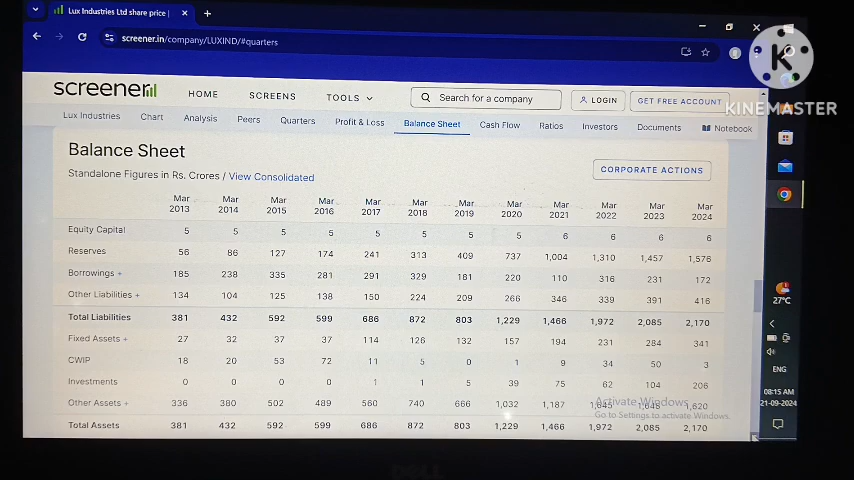 Lux Industries Ltd share price |
screener.in/company/LUXIND/#quarters
K
KINEMASTER
screener
HOME
SCREENS
TOOLS
Search for a company
LOGIN
GET FREE ACCOUNT
Lux Industries Chart Analysis Peers Quarters Profit & Loss Balance Sheet Cash Flow Ratios Investors Documents Notebook
Balance Sheet
Standalone Figures in Rs. Crores / View Consolidated
CORPORATE ACTIONS
Mar 2013 Mar 2014 Mar 2015 Mar 2016 Mar 2017 Mar 2018 Mar 2019 Mar 2020 Mar 2021 Mar 2022 Mar 2023 Mar 2024
Equity Capital 5 5 5 5 5 5 5 5 6 6 6 6
Reserves 56 86 127 174 241 313 409 737 1,004 1,310 1,457 1,576
Borrowings + 185 238 335 281 291 329 181 220 110 316 231 172
Other Liabilities + 134 104 125 138 150 224 209 266 346 339 391 416
Total Liabilities 381 432 592 599 686 872 803 1,229 1,466 1,972 2,085 2,170
Fixed Assets + 27 32 37 37 114 126 132 157 194 231 284 341
CWIP 18 20 53 72 11 5 0 1 9 34 50 3
Investments 0 0 0 0 1 1 5 39 75 62 104 206
Other Assets + 336 380 502 489 560 740 666 1,032 1,187 1,645 1,648 1,620
Total Assets 381 432 592 599 686 872 803 1,229 1,466 1,972 2,085 2,170
Activate Windows
Go to Settings to activate Windows.
27°C
ENG
08:15 AM
21-09-2024
DELL